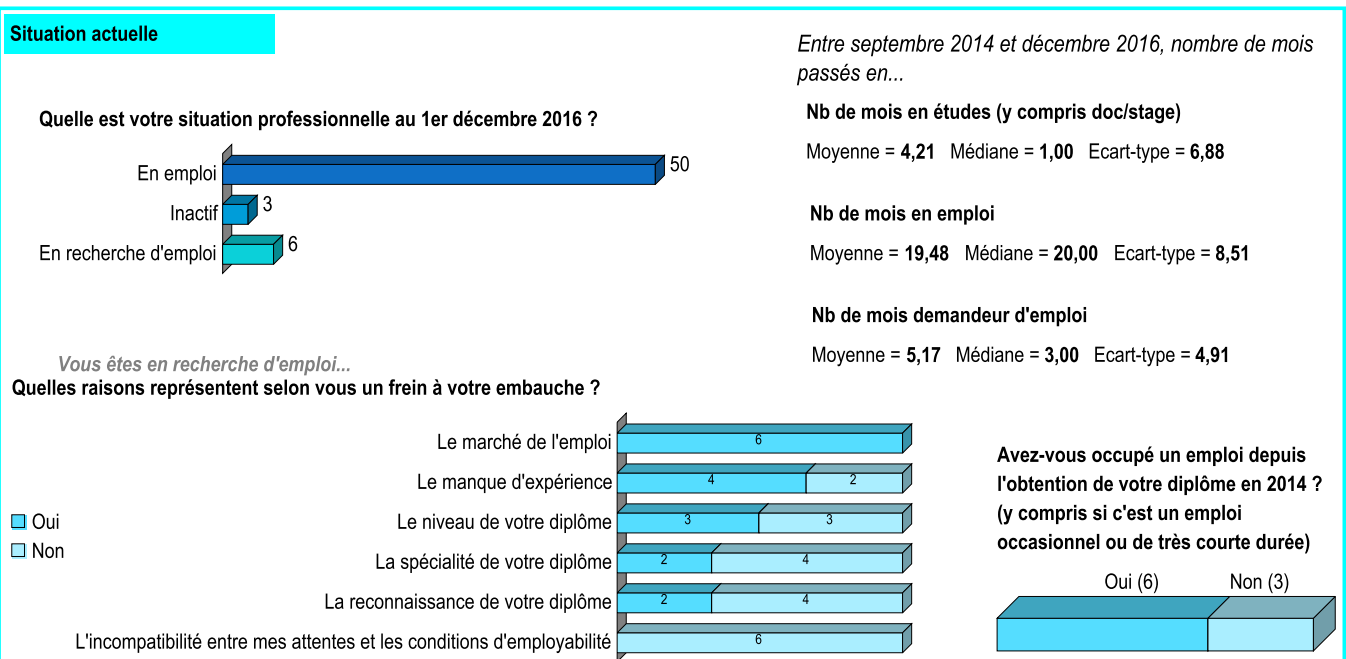 Situation actuelle
Entre septembre 2014 et décembre 2016, nombre de mois
passés en...
Quelle est votre situation professionnelle au 1er décembre 2016 ?
En emploi 50
Inactif 3
En recherche d'emploi 6
Nb de mois en études (y compris doc/stage)
Moyenne = 4,21 Médiane = 1,00 Ecart-type = 6,88
Nb de mois en emploi
Moyenne = 19,48 Médiane = 20,00 Ecart-type = 8,51
Nb de mois demandeur d'emploi
Moyenne = 5,17 Médiane = 3,00 Ecart-type = 4,91
Vous êtes en recherche d'emploi...
Quelles raisons représentent selon vous un frein à votre embauche ?
Oui
Non
Le marché de l'emploi 6
Le manque d'expérience 4 2
Le niveau de votre diplôme 3 3
La spécialité de votre diplôme 2 4
La reconnaissance de votre diplôme 2 4
L'incompatibilité entre mes attentes et les conditions d'employabilité 6
Avez-vous occupé un emploi depuis
l'obtention de votre diplôme en 2014 ?
(y compris si c'est un emploi
occasionnel ou de très courte durée)
Oui (6) Non (3)